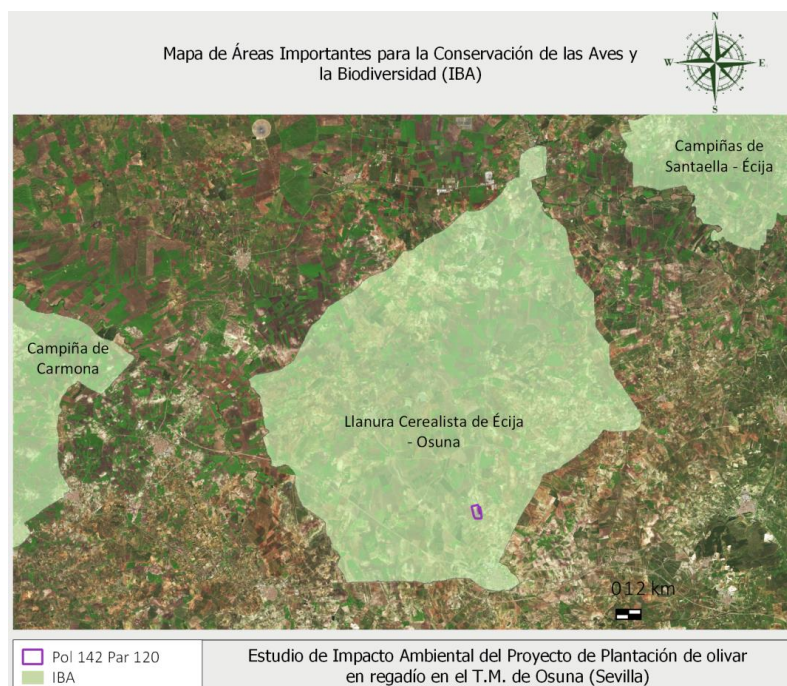 Mapa de Áreas Importantes para la Conservación de las Aves y
la Biodiversidad (IBA)
N
W
E
S
Campiñas de
Santaella - Écija
Campiña de
Carmona
Llanura Cerealista de Écija
- Osuna
0 1 2 km
Pol 142 Par 120
IBA
Estudio de Impacto Ambiental del Proyecto de Plantación de olivar
en regadío en el T.M. de Osuna (Sevilla)